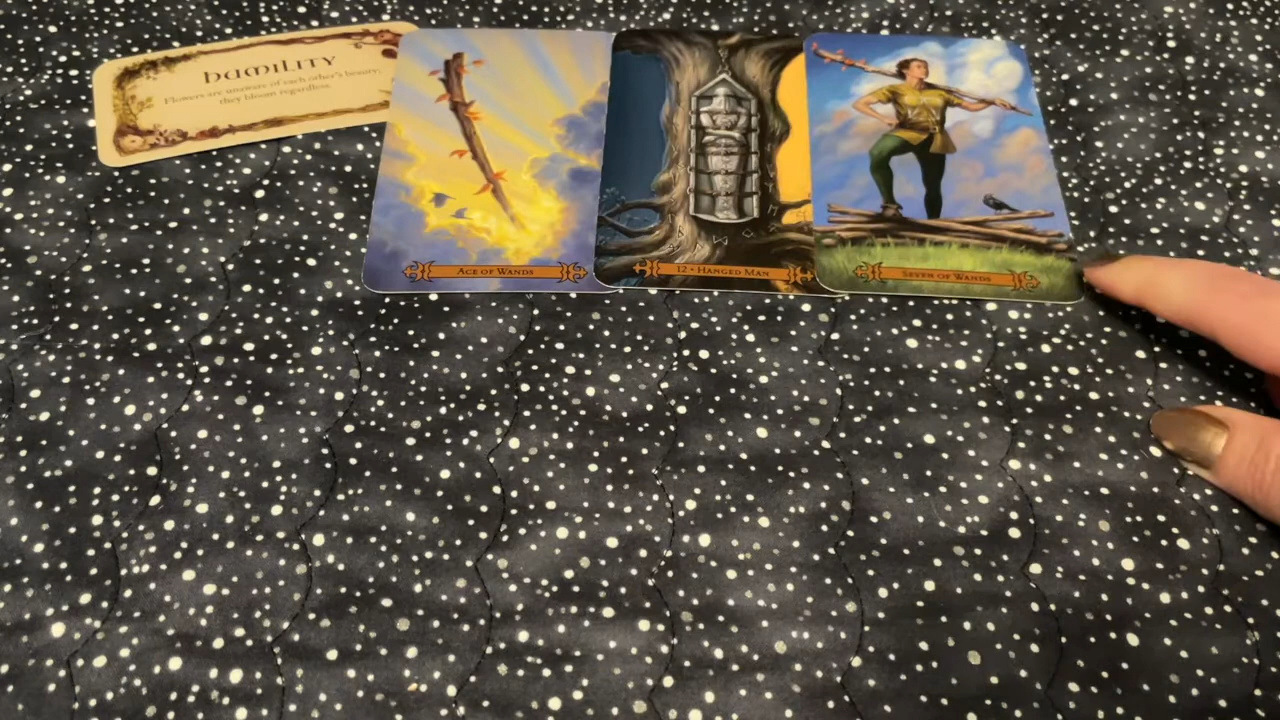 HUMILITY
Flowers are unaware of each other's beauty;
they bloom regardless.
ACE OF WANDS
12 • HANGED MAN
SEVEN OF WANDS